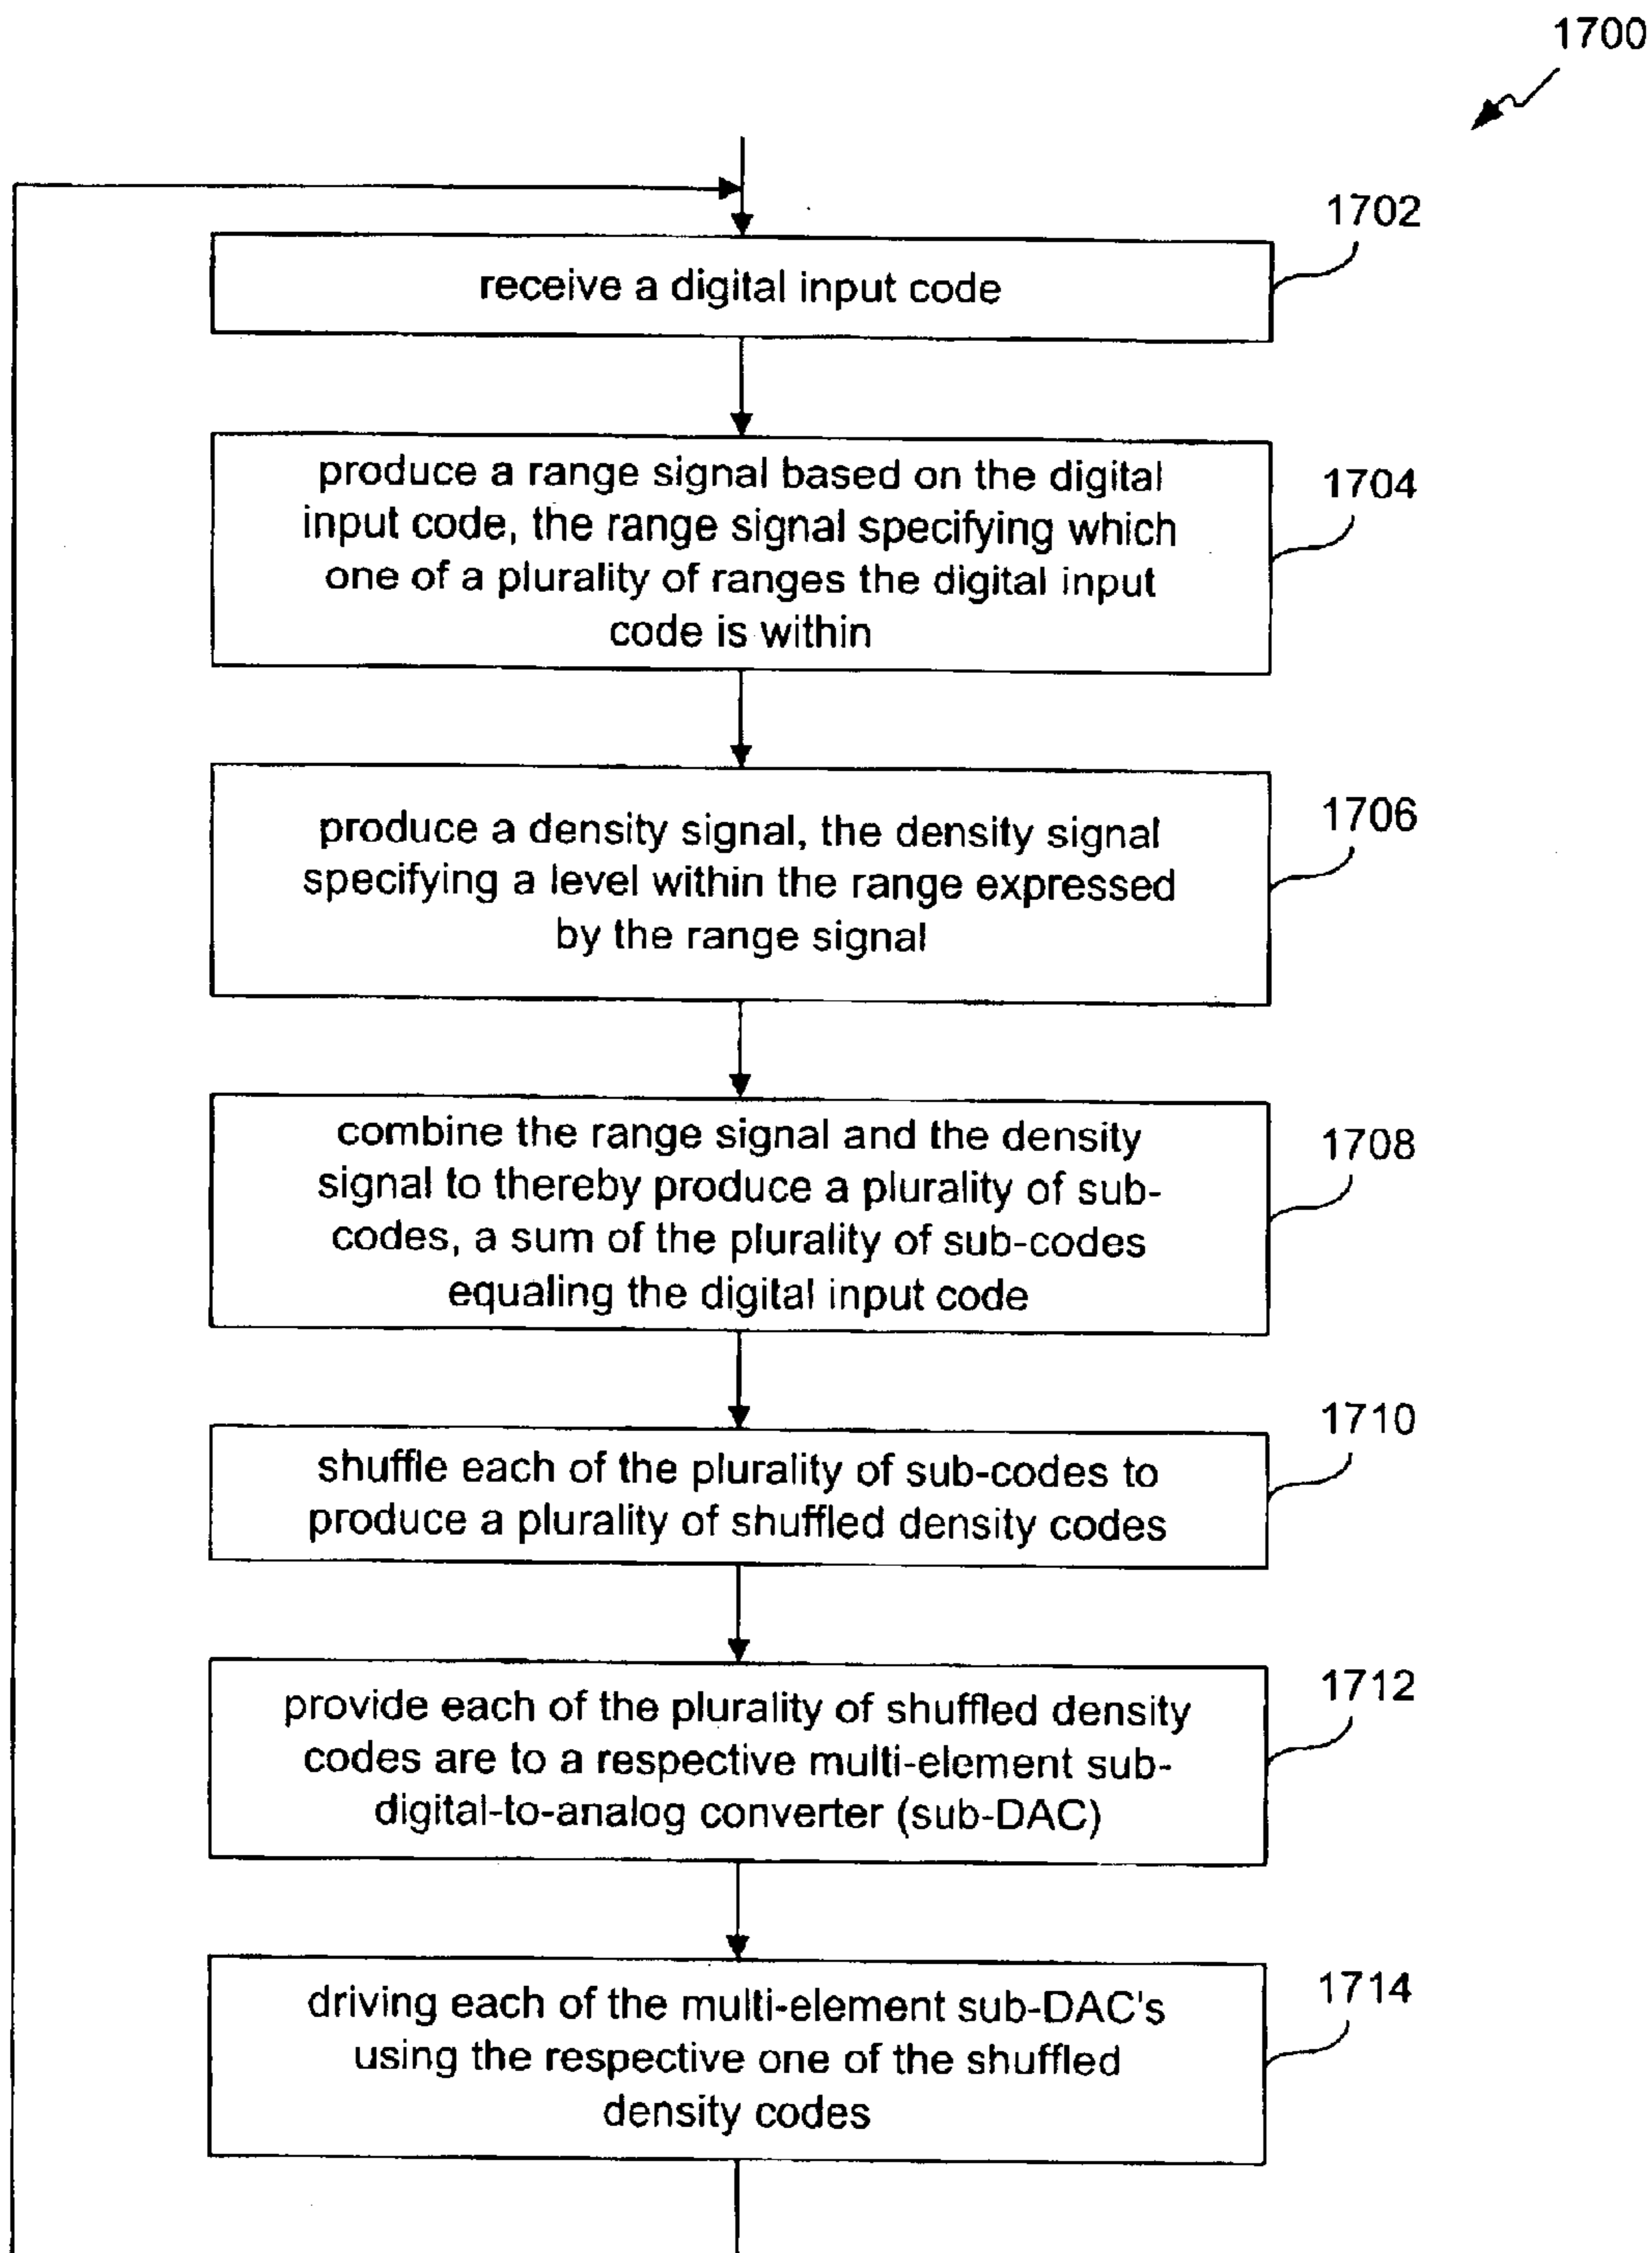 1700
1702
receive a digital input code
produce a range signal based on the digital
input code, the range signal specifying which
one of a plurality of ranges the digital input
code is within
1704
produce a density signal, the density signal
specifying a level within the range expressed
by the range signal
1706
combine the range signal and the density
signal to thereby produce a plurality of sub-
codes, a sum of the plurality of sub-codes
equaling the digital input code
1708
shuffle each of the plurality of sub-codes to
produce a plurality of shuffled density codes
1710
provide each of the plurality of shuffled density
codes are to a respective multi-element sub-
digital-to-analog converter (sub-DAC)
1712
driving each of the multi-element sub-DAC's
using the respective one of the shuffled
density codes
1714